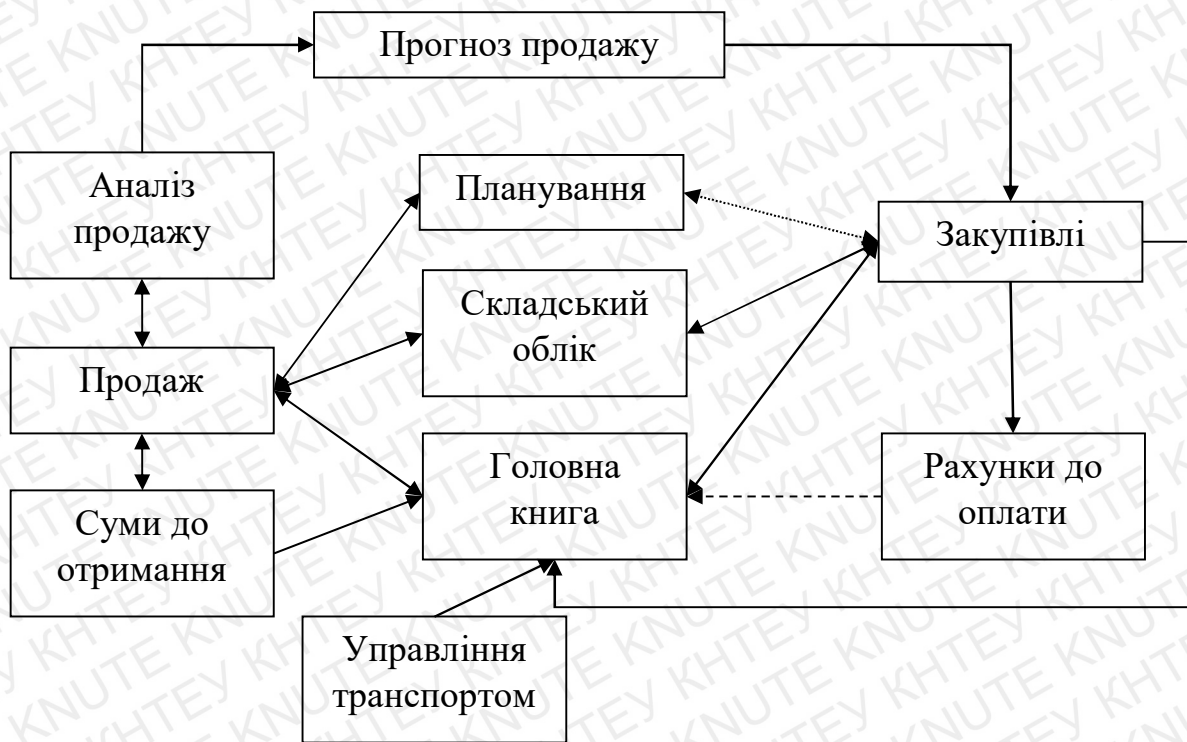 Прогноз продажу
Аналіз
продажу
Планування
Закупівлі
Складський
облік
Продаж
Головна
книга
Рахунки до
оплати
Суми до
отримання
Управління
транспортом